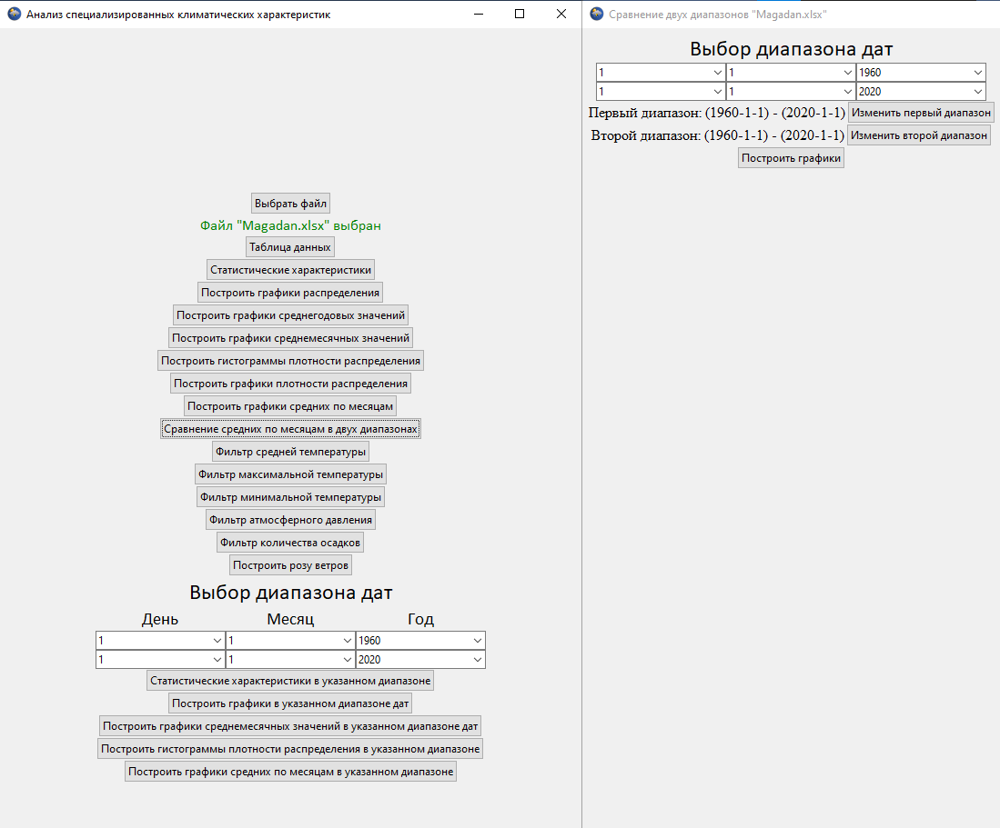 Анализ специализированных климатических характеристик
Выбрать файл
Файл "Magadan.xlsx" выбран
Таблица данных
Статистические характеристики
Построить графики распределения
Построить графики среднегодовых значений
Построить графики среднемесячных значений
Построить гистограммы плотности распределения
Построить графики плотности распределения
Построить графики средних по месяцам
Сравнение средних по месяцам в двух диапазонах
Фильтр средней температуры
Фильтр максимальной температуры
Фильтр минимальной температуры
Фильтр атмосферного давления
Фильтр количества осадков
Построить розу ветров
Выбор диапазона дат
День Месяц Год
1 1 1960
1 1 2020
Статистические характеристики в указанном диапазоне
Построить графики в указанном диапазоне дат
Построить графики среднемесячных значений в указанном диапазоне дат
Построить гистограммы плотности распределения в указанном диапазоне
Построить графики средних по месяцам в указанном диапазоне
Сравнение двух диапазонов "Magadan.xlsx"
Выбор диапазона дат
1 1 1960
1 1 2020
Первый диапазон: (1960-1-1) - (2020-1-1) Изменить первый диапазон
Второй диапазон: (1960-1-1) - (2020-1-1) Изменить второй диапазон
Построить графики